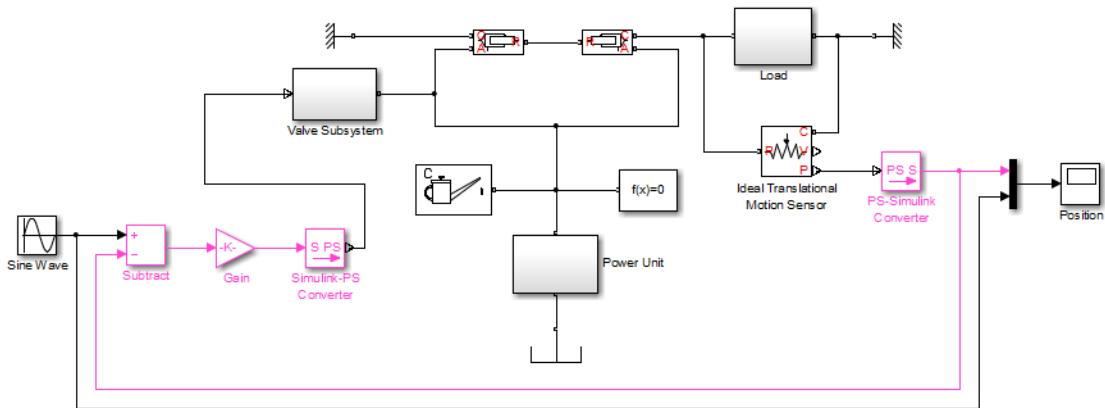 C
A
R
R
C
A
Load
Valve Subsystem
C
R
V
P
Ideal Translational
Motion Sensor
PS S
PS-Simulink
Converter
Position
C
f(x)=0
Sine Wave
+
−
Subtract
-K-
Gain
S PS
Simulink-PS
Converter
Power Unit